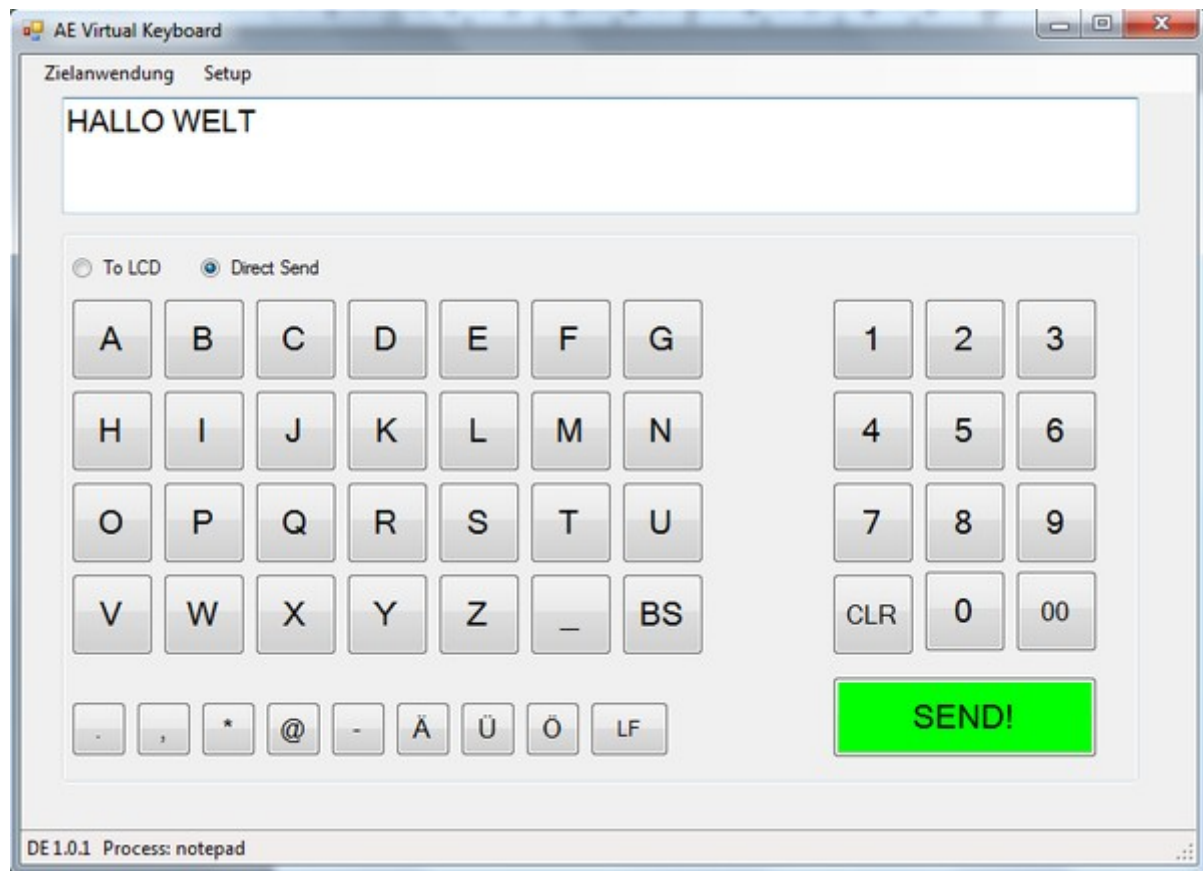 AE Virtual Keyboard
Zielanwendung Setup
HALLO WELT
To LCD Direct Send
A B C D E F G 1 2 3
H I J K L M N 4 5 6
O P Q R S T U 7 8 9
V W X Y Z _ BS CLR 0 00
. , * @ - Ä Ü Ö LF SEND!
DE 1.0.1 Process: notepad